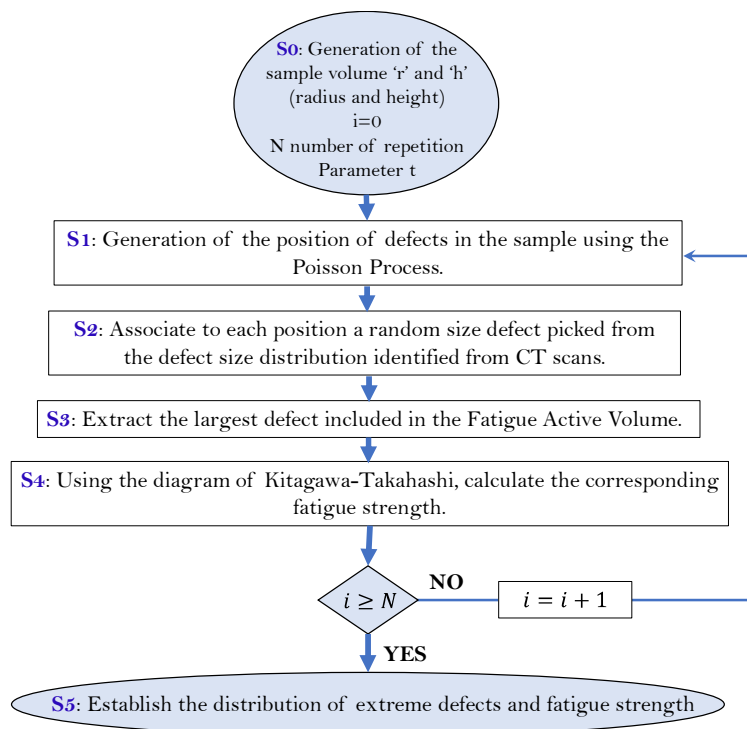 S0: Generation of the
sample volume ‘r’ and ‘h’
(radius and height)
i=0
N number of repetition
Parameter t
S1: Generation of the position of defects in the sample using the
Poisson Process.
S2: Associate to each position a random size defect picked from
the defect size distribution identified from CT scans.
S3: Extract the largest defect included in the Fatigue Active Volume.
S4: Using the diagram of Kitagawa-Takahashi, calculate the corresponding
fatigue strength.
i ≥ N
NO
i = i + 1
YES
S5: Establish the distribution of extreme defects and fatigue strength